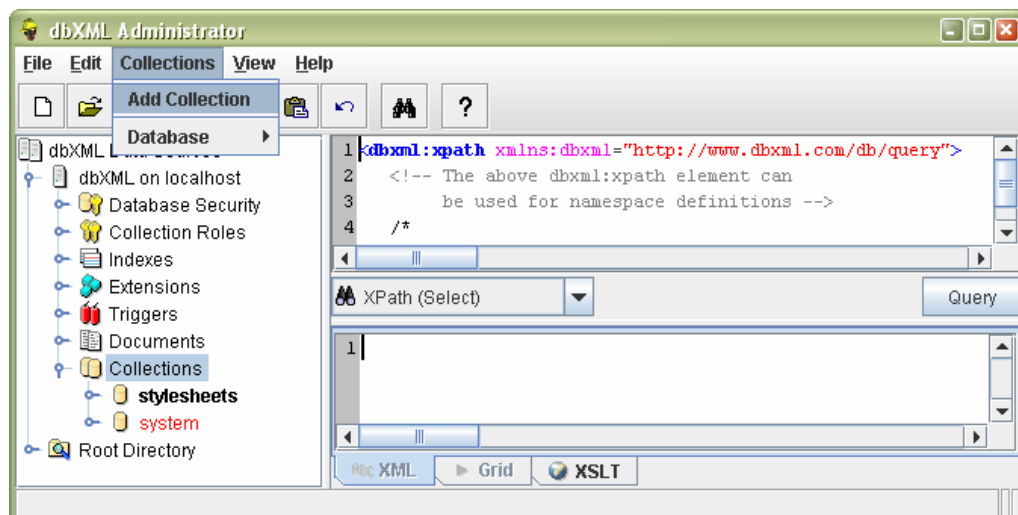 dbXML Administrator
File Edit Collections View Help
Add Collection
Database
dbXML Data Sources
dbXML on localhost
Database Security
Collection Roles
Indexes
Extensions
Triggers
Documents
Collections
stylesheets
system
Root Directory
1 <dbxml:xpath xmlns:dbxml="http://www.dbxml.com/db/query">
2 <!-- The above dbxml:xpath element can
3 be used for namespace definitions -->
4 /*
XPath (Select)
Query
1
ABC XML Grid XSLT